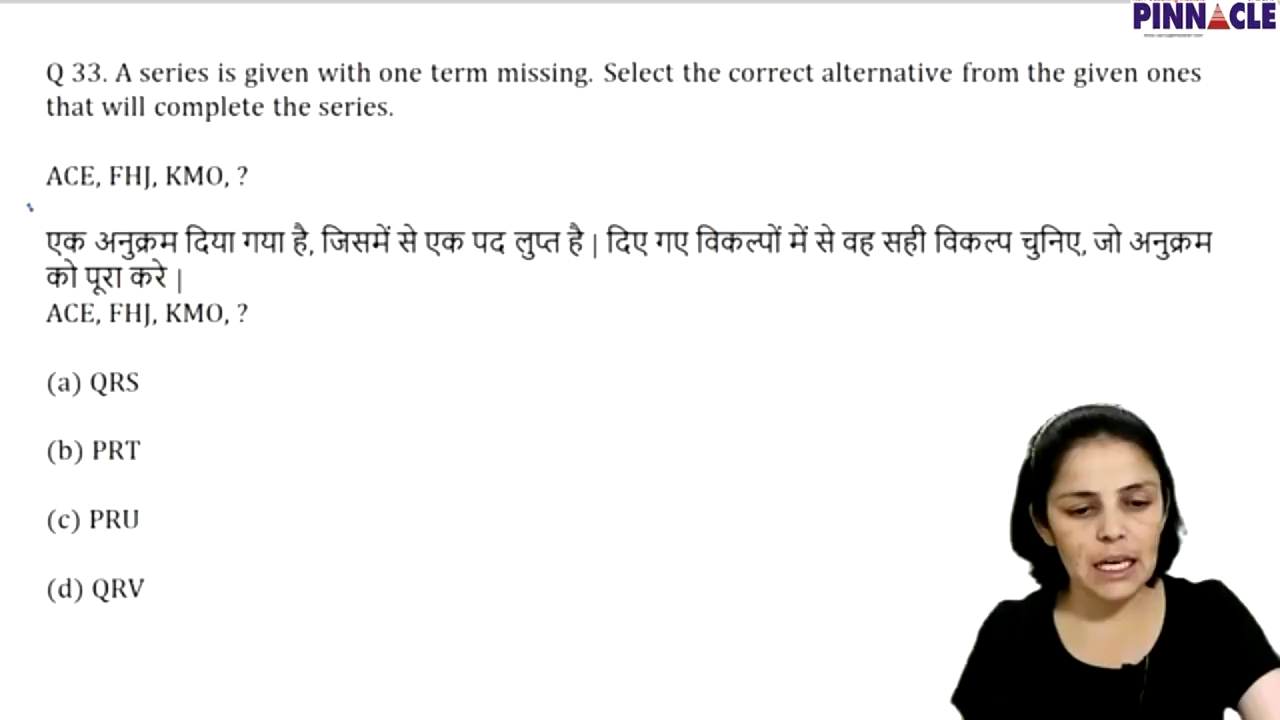 PINNACLE
Q 33. A series is given with one term missing. Select the correct alternative from the given ones
that will complete the series.
ACE, FHJ, KMO, ?
एक अनुक्रम दिया गया है, जिसमें से एक पद लुप्त है | दिए गए विकल्पों में से वह सही विकल्प चुनिए, जो अनुक्रम
को पूरा करे |
ACE, FHJ, KMO, ?
(a) QRS
(b) PRT
(c) PRU
(d) QRV